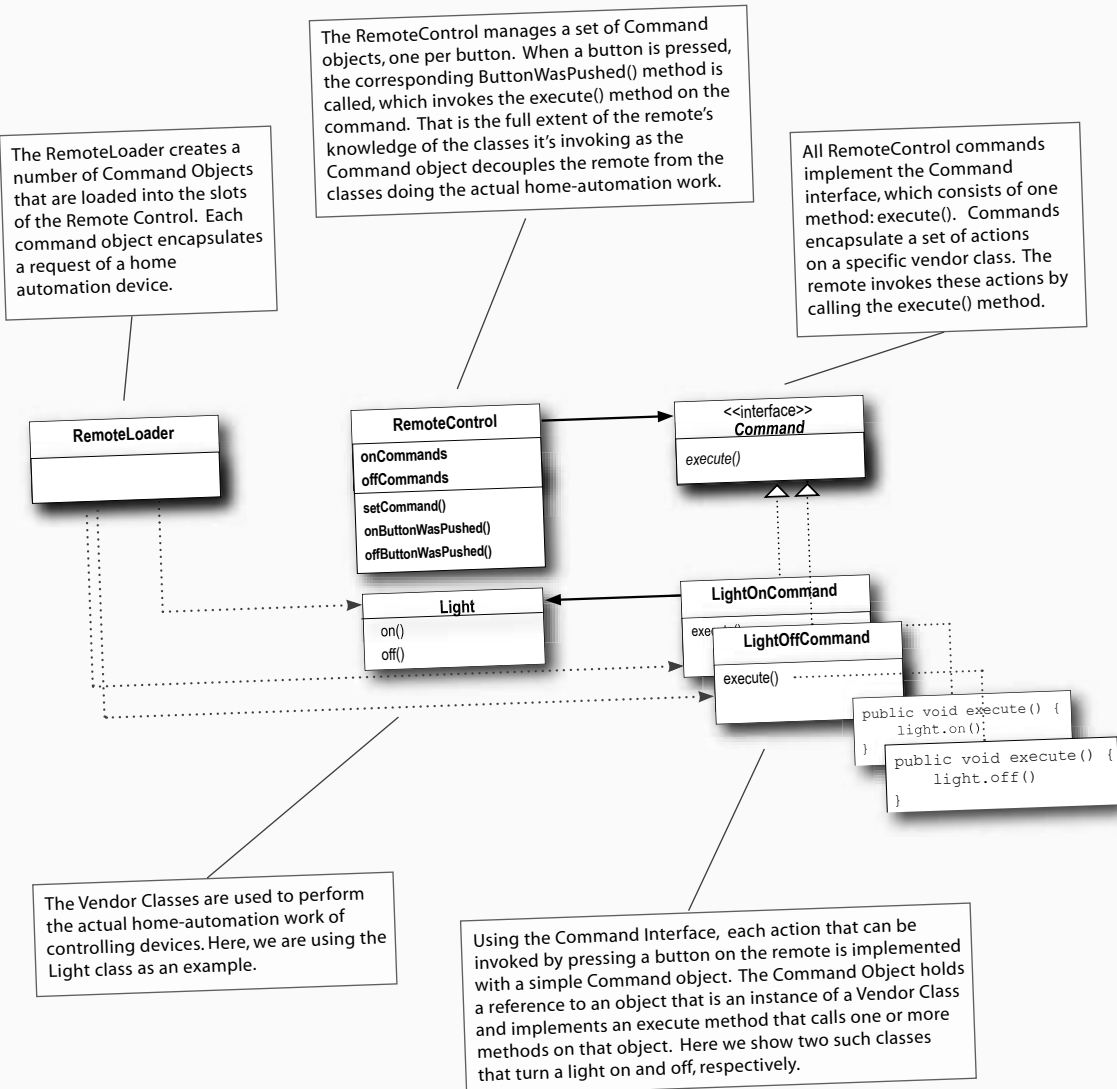 The RemoteControl manages a set of Command
objects, one per button. When a button is pressed,
the corresponding ButtonWasPushed() method is
called, which invokes the execute() method on the
command. That is the full extent of the remote's
knowledge of the classes it's invoking as the
Command object decouples the remote from the
classes doing the actual home-automation work.
The RemoteLoader creates a
number of Command Objects
that are loaded into the slots
of the Remote Control. Each
command object encapsulates
a request of a home
automation device.
All RemoteControl commands
implement the Command
interface, which consists of one
method: execute(). Commands
encapsulate a set of actions
on a specific vendor class. The
remote invokes these actions by
calling the execute() method.
RemoteLoader
RemoteControl
onCommands
offCommands
setCommand()
onButtonWasPushed()
offButtonWasPushed()
<<interface>>
Command
execute()
Light
on()
off()
LightOnCommand
LightOffCommand
execute()
public void execute() {
light.on()
}
public void execute() {
light.off()
}
The Vendor Classes are used to perform
the actual home-automation work of
controlling devices. Here, we are using the
Light class as an example.
Using the Command Interface, each action that can be
invoked by pressing a button on the remote is implemented
with a simple Command object. The Command Object holds
a reference to an object that is an instance of a Vendor Class
and implements an execute method that calls one or more
methods on that object. Here we show two such classes
that turn a light on and off, respectively.